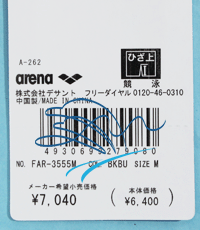 A-262
ひざ上
arena
競泳
株式会社デサント フリーダイヤル 0120-46-0310
中国製/MADE IN CHINA
4930692279080
NO. FAR-3555M COL BKBU SIZE M
メーカー希望小売価格
¥7,040
(本体価格
¥6,400)